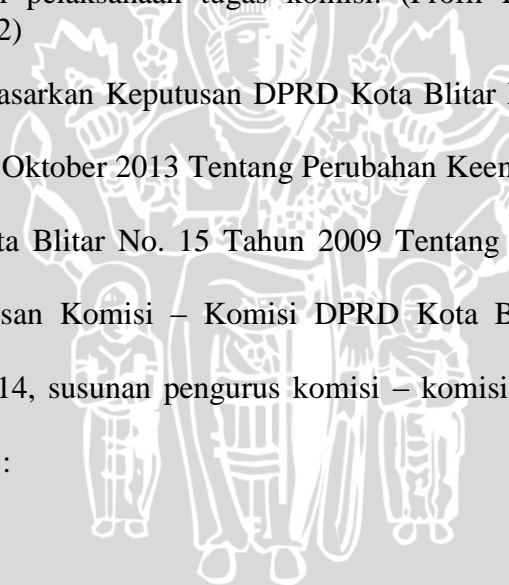 pelaksanaan tugas komisi.
2)
asarkan Keputusan DPRD Kota Blitar
Oktober 2013 Tentang Perubahan Keen
ta Blitar No. 15 Tahun 2009 Tentang
san Komisi – Komisi DPRD Kota B
14, susunan pengurus komisi – komisi
: